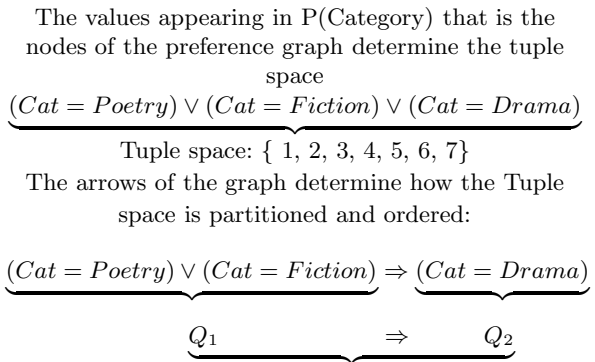 The values appearing in P(Category) that is the
nodes of the preference graph determine the tuple
space
(Cat = Poetry) ∨ (Cat = Fiction) ∨ (Cat = Drama)
Tuple space: { 1, 2, 3, 4, 5, 6, 7}
The arrows of the graph determine how the Tuple
space is partitioned and ordered:
(Cat = Poetry) ∨ (Cat = Fiction) ⇒ (Cat = Drama)
Q₁ ⇒ Q₂